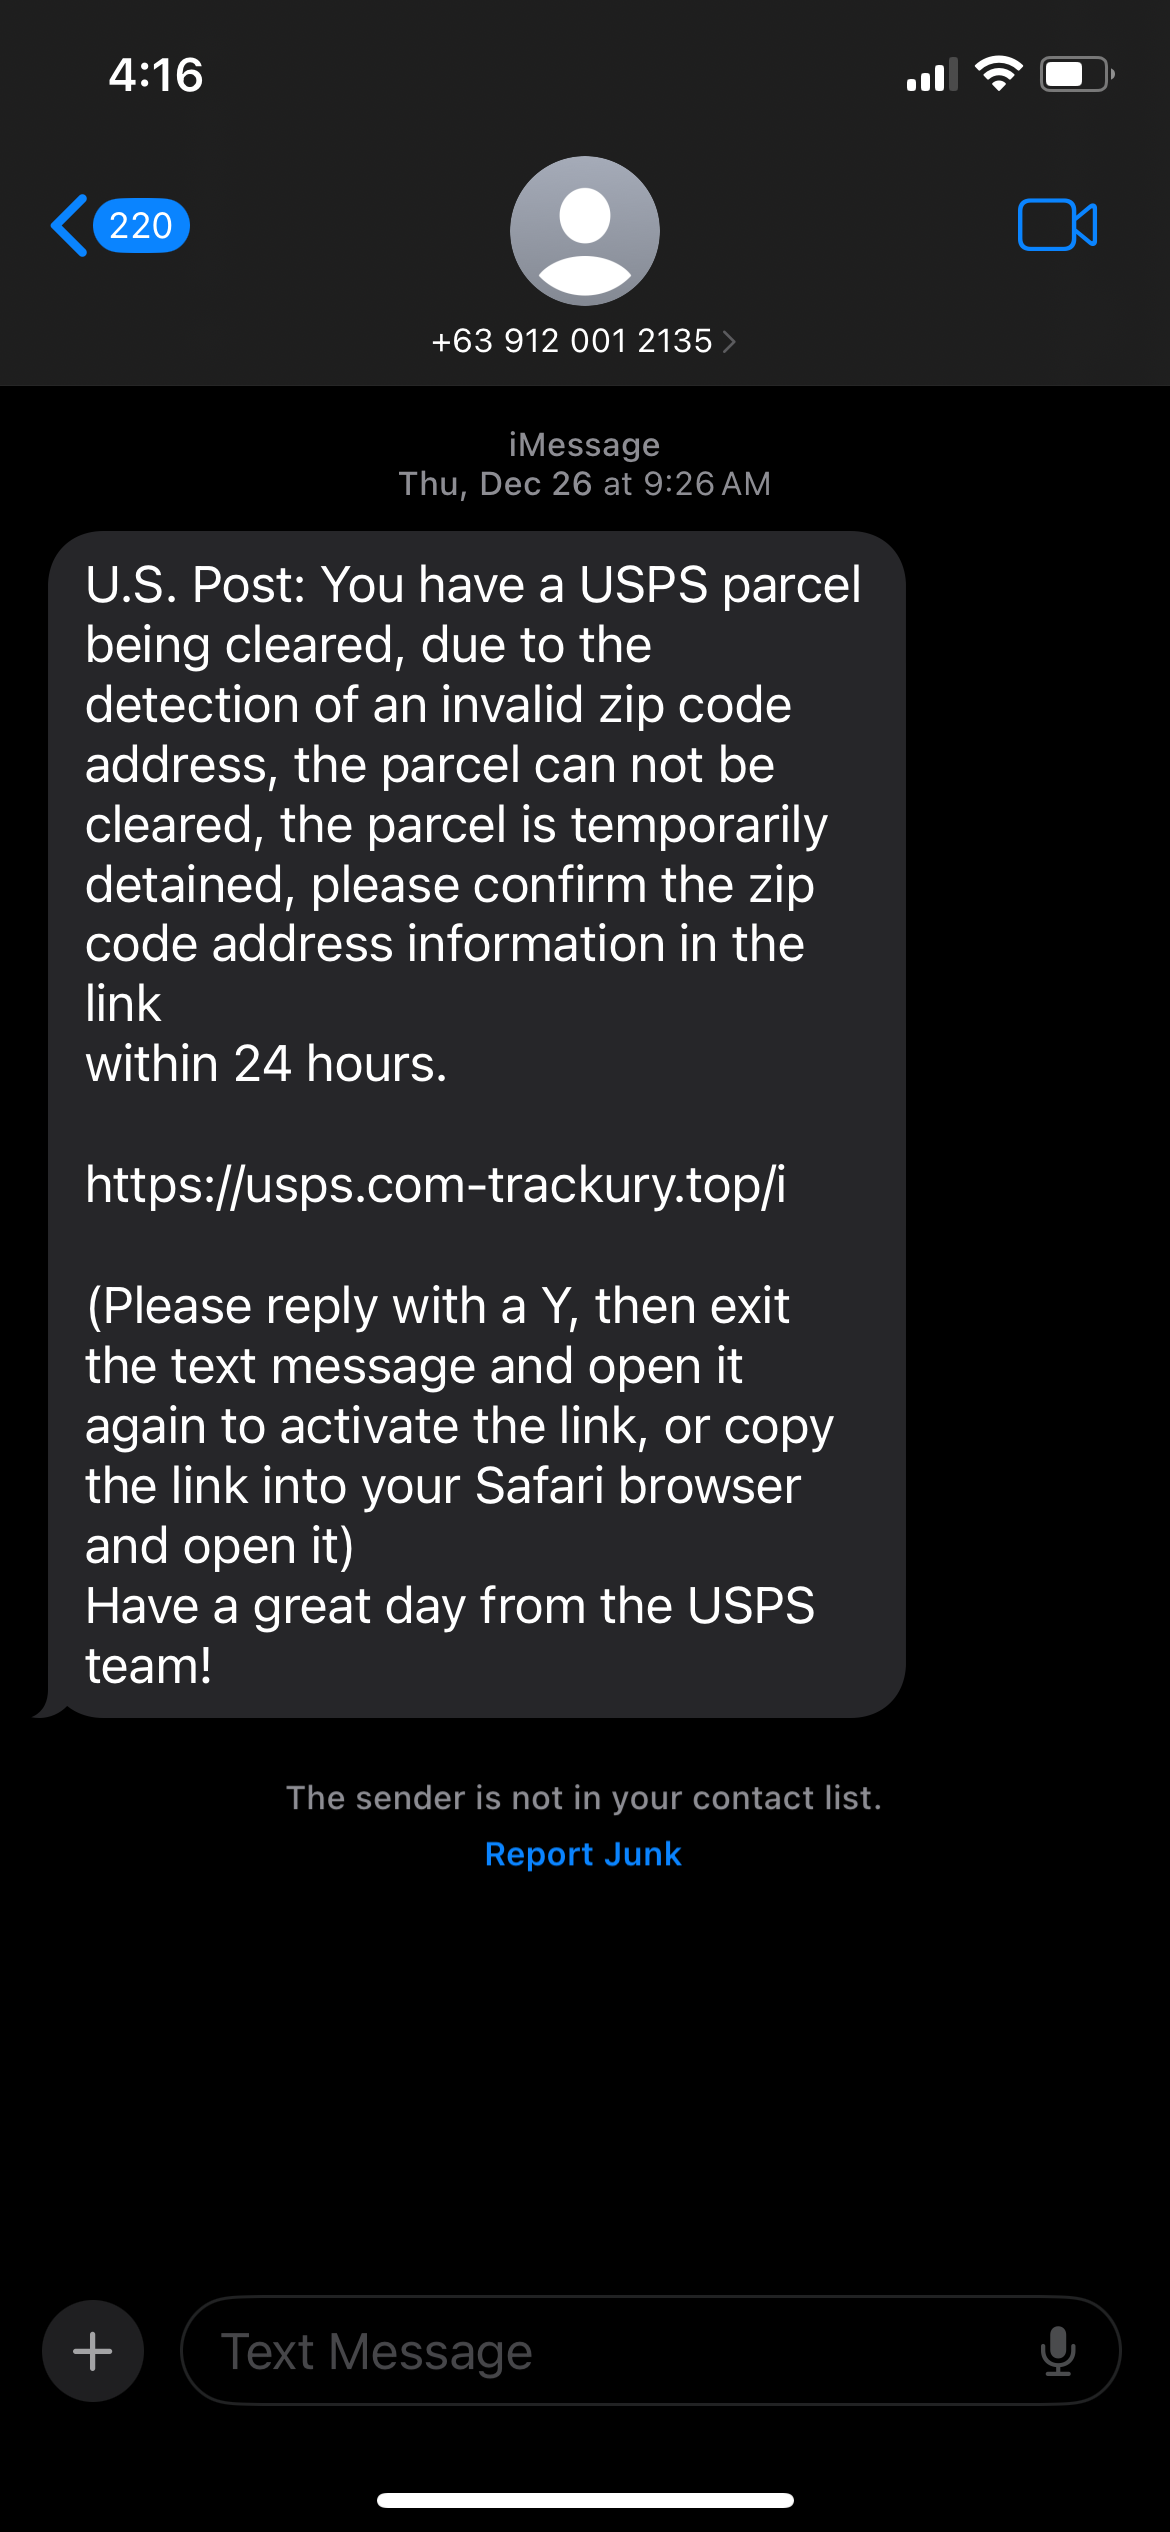 4:16
220
+63 912 001 2135
iMessage
Thu, Dec 26 at 9:26 AM
U.S. Post: You have a USPS parcel
being cleared, due to the
detection of an invalid zip code
address, the parcel can not be
cleared, the parcel is temporarily
detained, please confirm the zip
code address information in the
link
within 24 hours.
https://usps.com-trackury.top/i
(Please reply with a Y, then exit
the text message and open it
again to activate the link, or copy
the link into your Safari browser
and open it)
Have a great day from the USPS
team!
The sender is not in your contact list.
Report Junk
Text Message